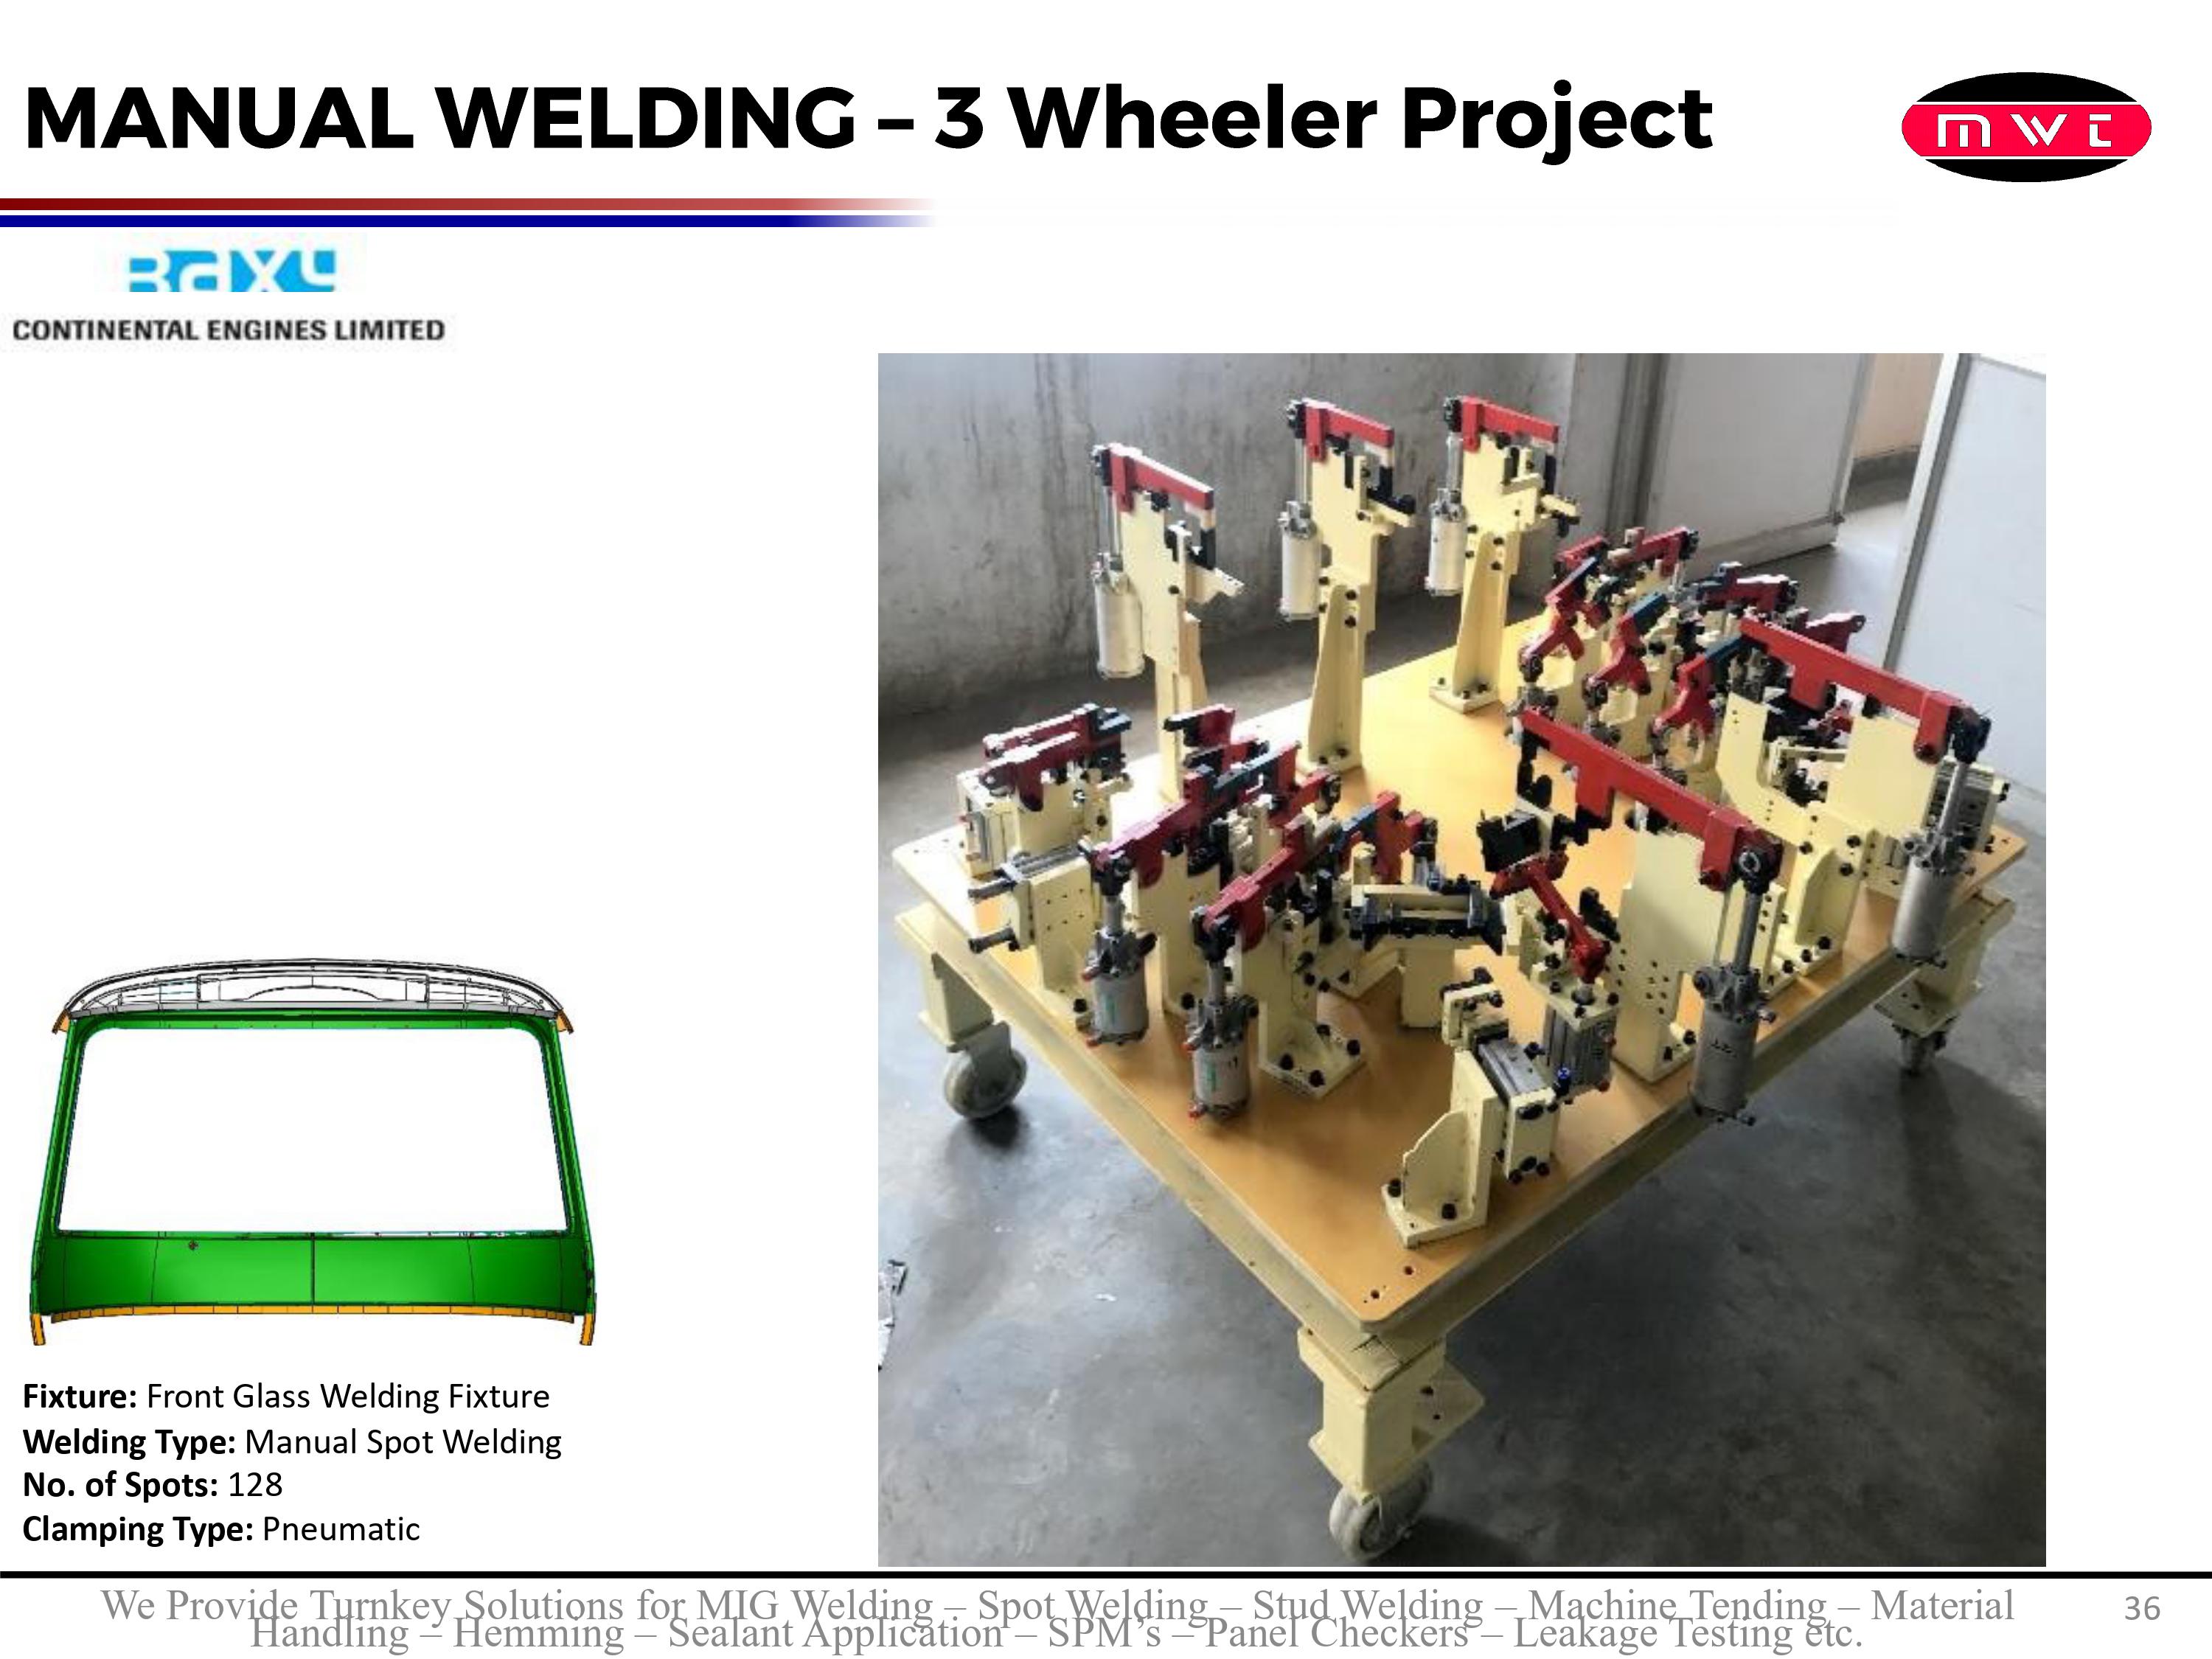 MANUAL WELDING – 3 Wheeler Project
mwt
Baxy
CONTINENTAL ENGINES LIMITED
Fixture: Front Glass Welding Fixture
Welding Type: Manual Spot Welding
No. of Spots: 128
Clamping Type: Pneumatic
We Provide Turnkey Solutions for MIG Welding – Spot Welding – Stud Welding – Machine Tending – Material
Handling – Hemming – Sealant Application – SPM’s – Panel Checkers – Leakage Testing etc.
36